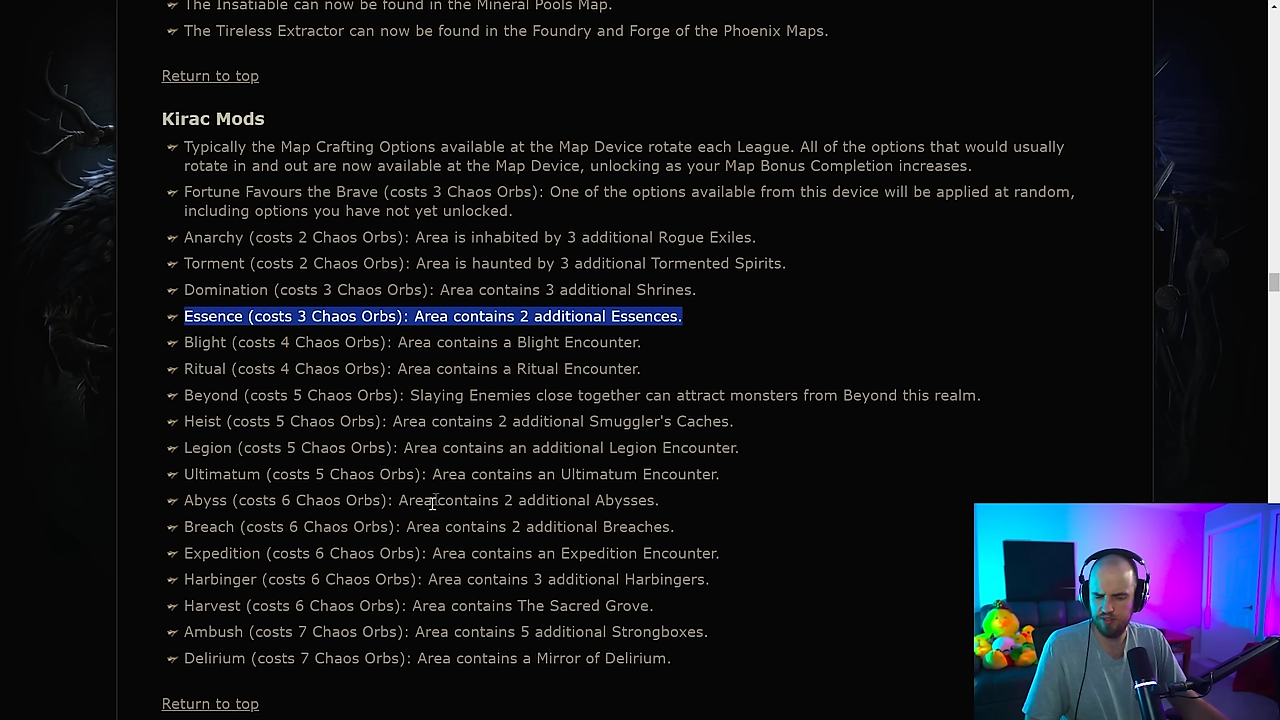 The Insatiable can now be found in the Mineral Pools Map.
The Tireless Extractor can now be found in the Foundry and Forge of the Phoenix Maps.
Return to top
Kirac Mods
Typically the Map Crafting Options available at the Map Device rotate each League. All of the options that would usually
rotate in and out are now available at the Map Device, unlocking as your Map Bonus Completion increases.
Fortune Favours the Brave (costs 3 Chaos Orbs): One of the options available from this device will be applied at random,
including options you have not yet unlocked.
Anarchy (costs 2 Chaos Orbs): Area is inhabited by 3 additional Rogue Exiles.
Torment (costs 2 Chaos Orbs): Area is haunted by 3 additional Tormented Spirits.
Domination (costs 3 Chaos Orbs): Area contains 3 additional Shrines.
Essence (costs 3 Chaos Orbs): Area contains 2 additional Essences.
Blight (costs 4 Chaos Orbs): Area contains a Blight Encounter.
Ritual (costs 4 Chaos Orbs): Area contains a Ritual Encounter.
Beyond (costs 5 Chaos Orbs): Slaying Enemies close together can attract monsters from Beyond this realm.
Heist (costs 5 Chaos Orbs): Area contains 2 additional Smuggler's Caches.
Legion (costs 5 Chaos Orbs): Area contains an additional Legion Encounter.
Ultimatum (costs 5 Chaos Orbs): Area contains an Ultimatum Encounter.
Abyss (costs 6 Chaos Orbs): Area contains 2 additional Abysses.
Breach (costs 6 Chaos Orbs): Area contains 2 additional Breaches.
Expedition (costs 6 Chaos Orbs): Area contains an Expedition Encounter.
Harbinger (costs 6 Chaos Orbs): Area contains 3 additional Harbingers.
Harvest (costs 6 Chaos Orbs): Area contains The Sacred Grove.
Ambush (costs 7 Chaos Orbs): Area contains 5 additional Strongboxes.
Delirium (costs 7 Chaos Orbs): Area contains a Mirror of Delirium.
Return to top